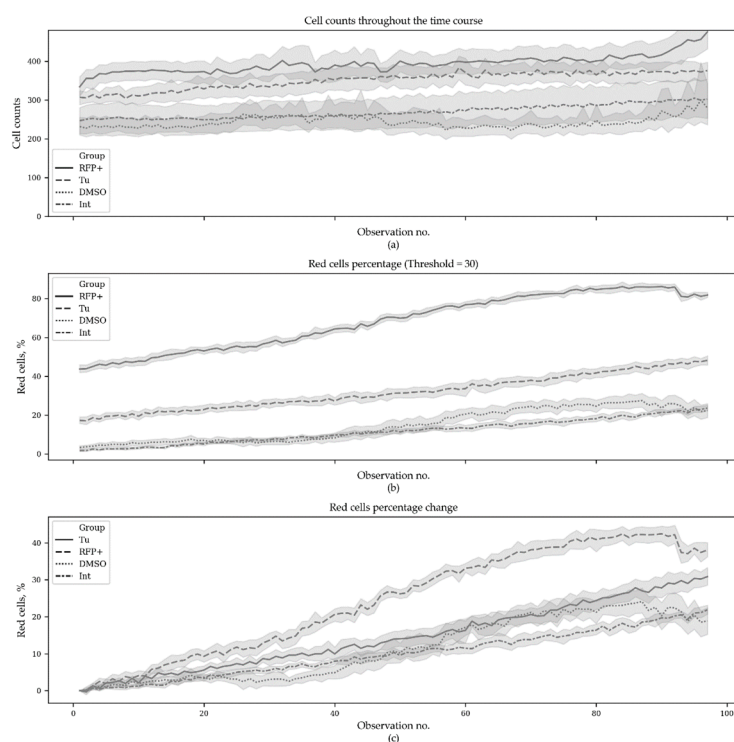 Cell counts throughout the time course
Cell counts
400
300
200
100
0
Group
RFP+
Tu
DMSO
Int
Observation no.
(a)
Red cells percentage (Threshold = 30)
Red cells, %
80
60
40
20
0
Group
RFP+
Tu
DMSO
Int
Observation no.
(b)
Red cells percentage change
Red cells, %
40
30
20
10
0
Group
Tu
RFP+
DMSO
Int
0 20 40 60 80 100
Observation no.
(c)